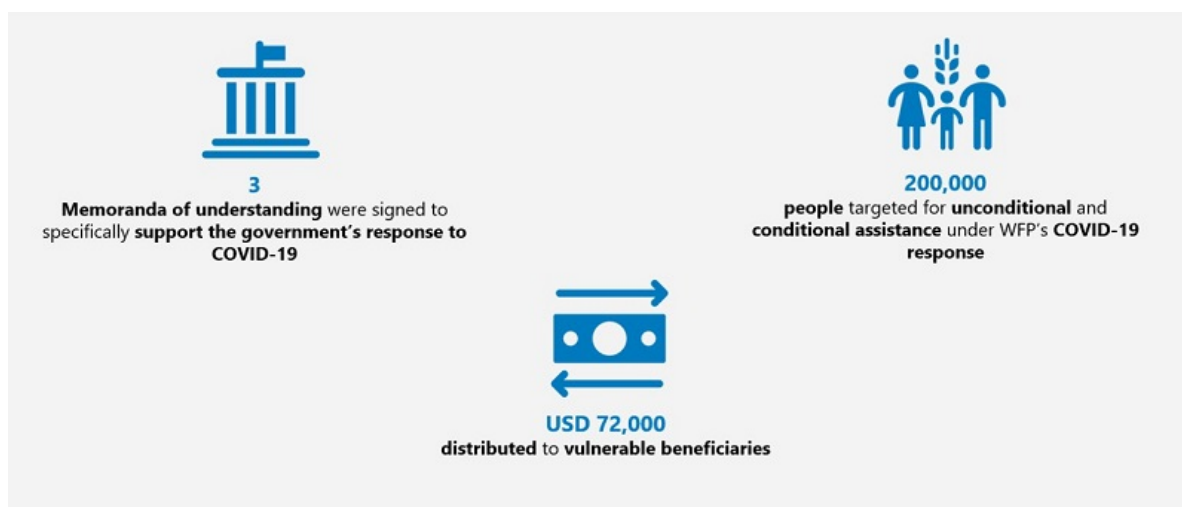 3
Memoranda of understanding were signed to
specifically support the government's response to
COVID-19
200,000
people targeted for unconditional and
conditional assistance under WFP's COVID-19
response
USD 72,000
distributed to vulnerable beneficiaries